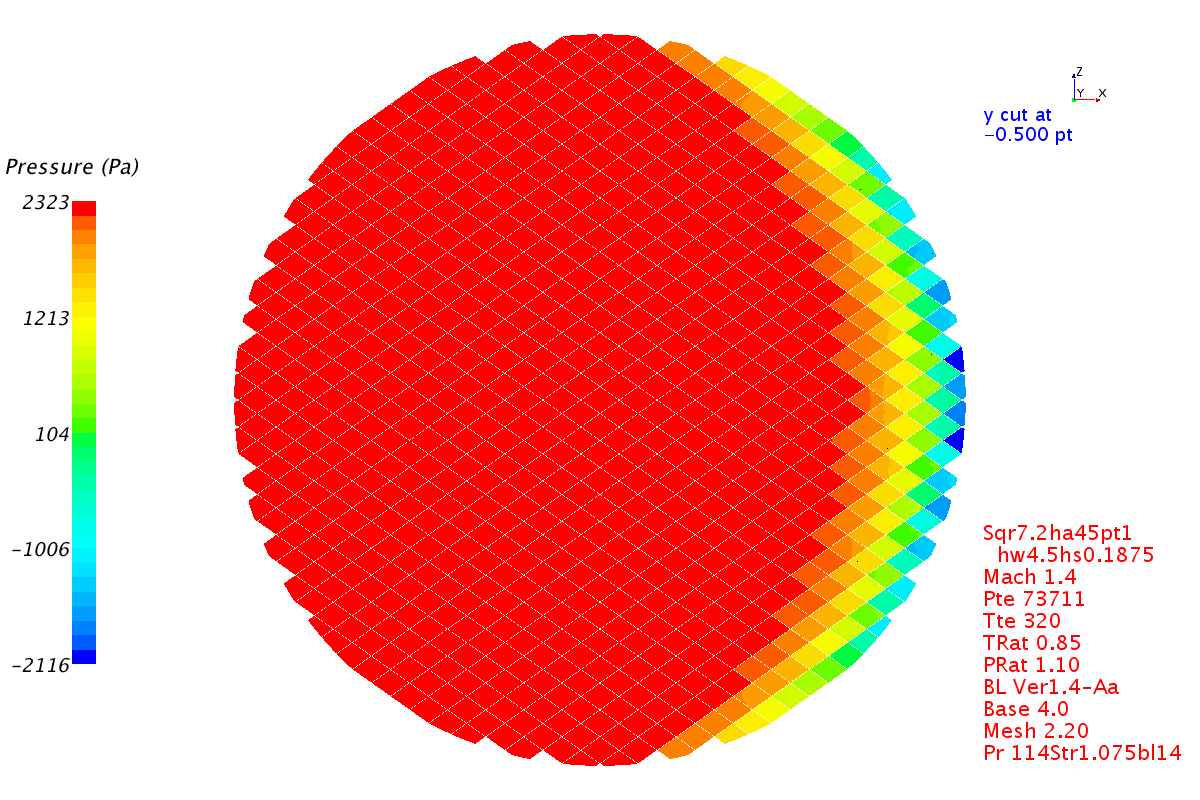 Z
Y X
y cut at
−0.500 pt
Pressure (Pa)
2323
1213
104
−1006
−2116
Sqr7.2ha45pt1
hw4.5hs0.1875
Mach 1.4
Pte 73711
Tte 320
TRat 0.85
PRat 1.10
BL Ver1.4−Aa
Base 4.0
Mesh 2.20
Pr 114Str1.075bl14